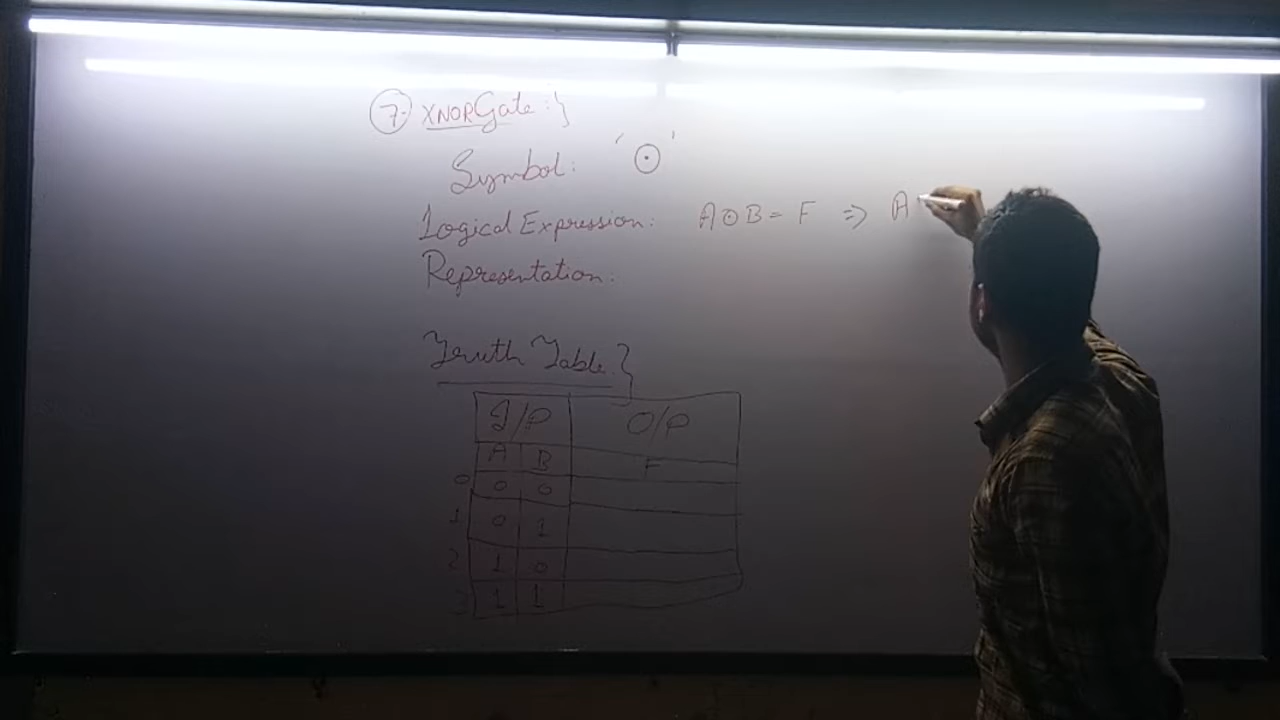 7. XNOR Gate :}
Symbol: '⊙'
Logical Expression: A⊙B = F ⇒ A
Representation:
Truth Table }
I/P O/P
A B F
0 0 0
1 0 1
2 1 0
3 1 1